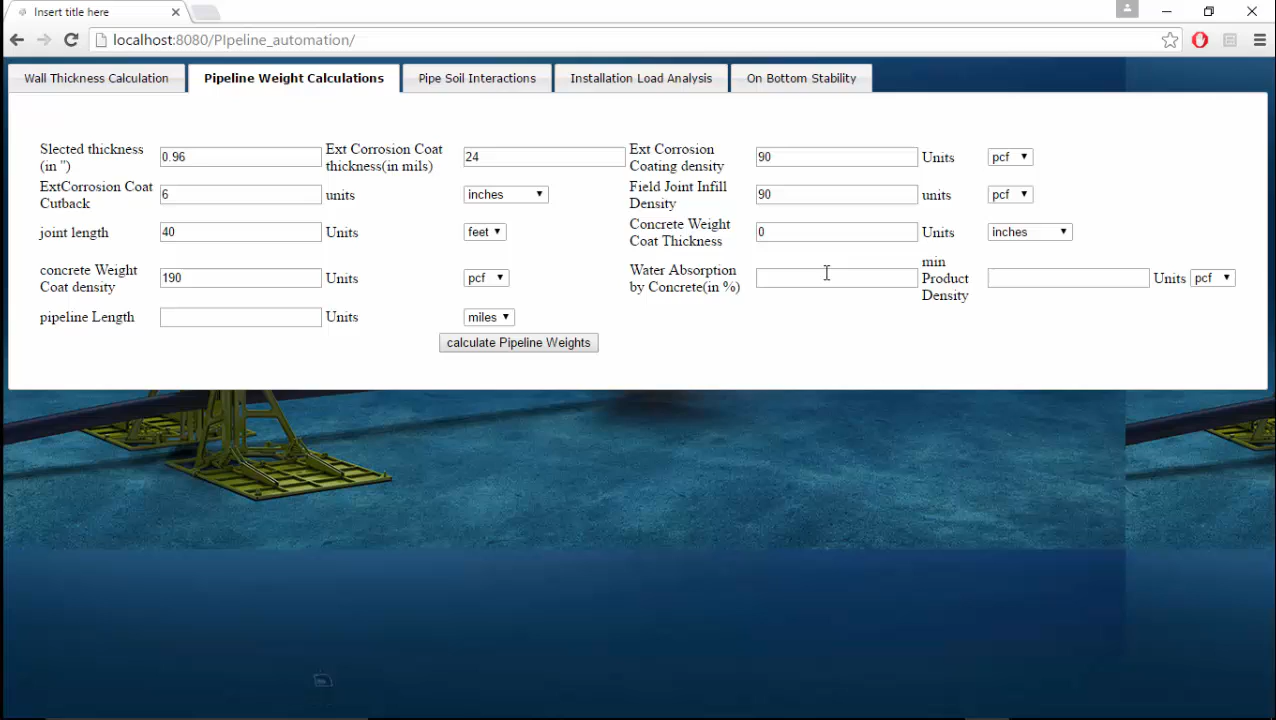 Insert title here
localhost:8080/PIpeline_automation/
Wall Thickness Calculation
Pipeline Weight Calculations
Pipe Soil Interactions
Installation Load Analysis
On Bottom Stability
Slected thickness
(in ")
0.96
Ext Corrosion Coat
thickness(in mils)
24
Ext Corrosion
Coating density
90
Units
pcf
ExtCorrosion Coat
Cutback
6
units
inches
Field Joint Infill
Density
90
units
pcf
joint length
40
Units
feet
Concrete Weight
Coat Thickness
0
Units
inches
concrete Weight
Coat density
190
Units
pcf
Water Absorption
by Concrete(in %)
min
Product
Density
Units
pcf
pipeline Length
Units
miles
calculate Pipeline Weights